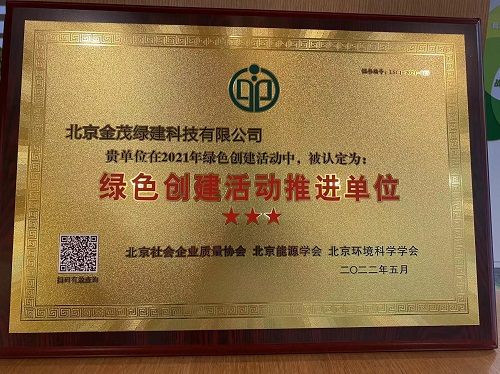 北京金茂绿建科技有限公司
贵单位在2021年绿色创建活动中，被认定为：
绿色创建活动推进单位
★★★
北京社会企业质量协会 北京能源学会 北京环境科学学会
二〇二二年五月